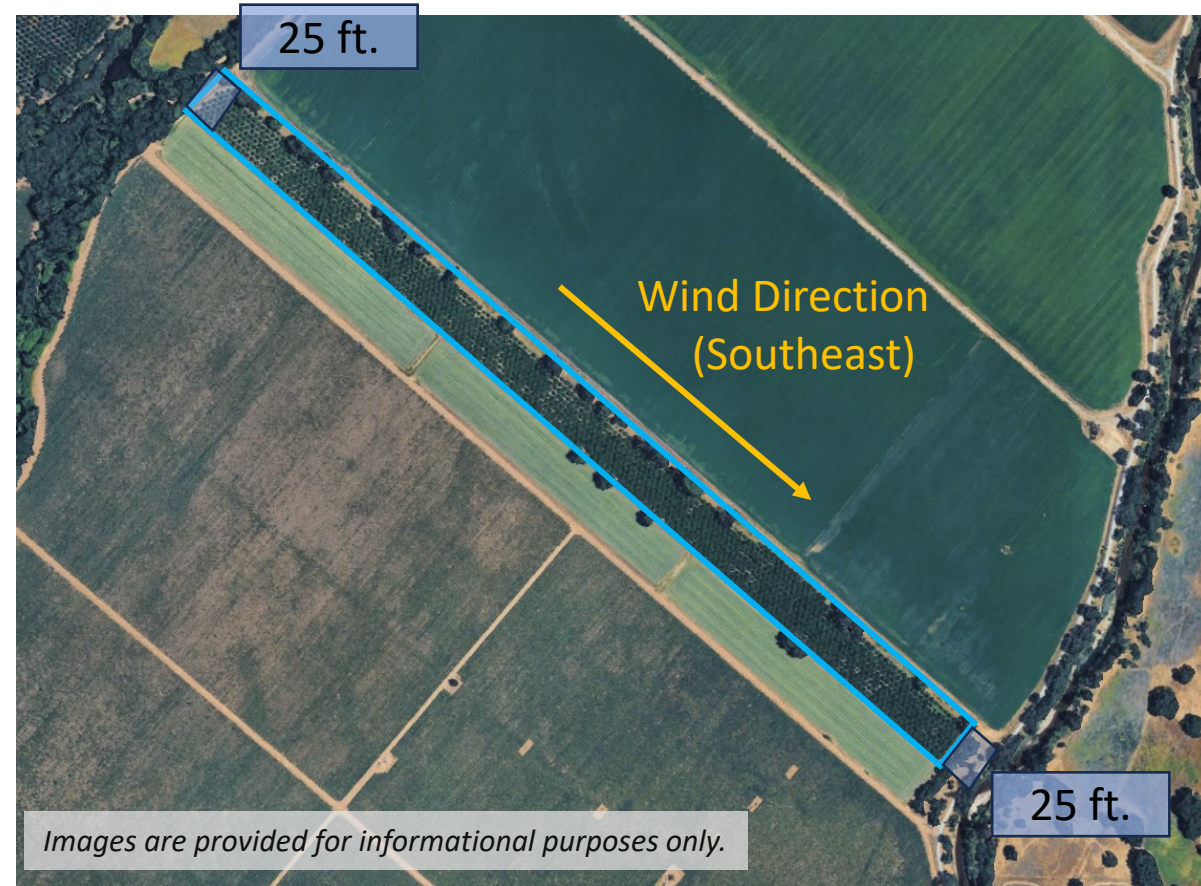 25 ft.
Wind Direction
(Southeast)
25 ft.
Images are provided for informational purposes only.